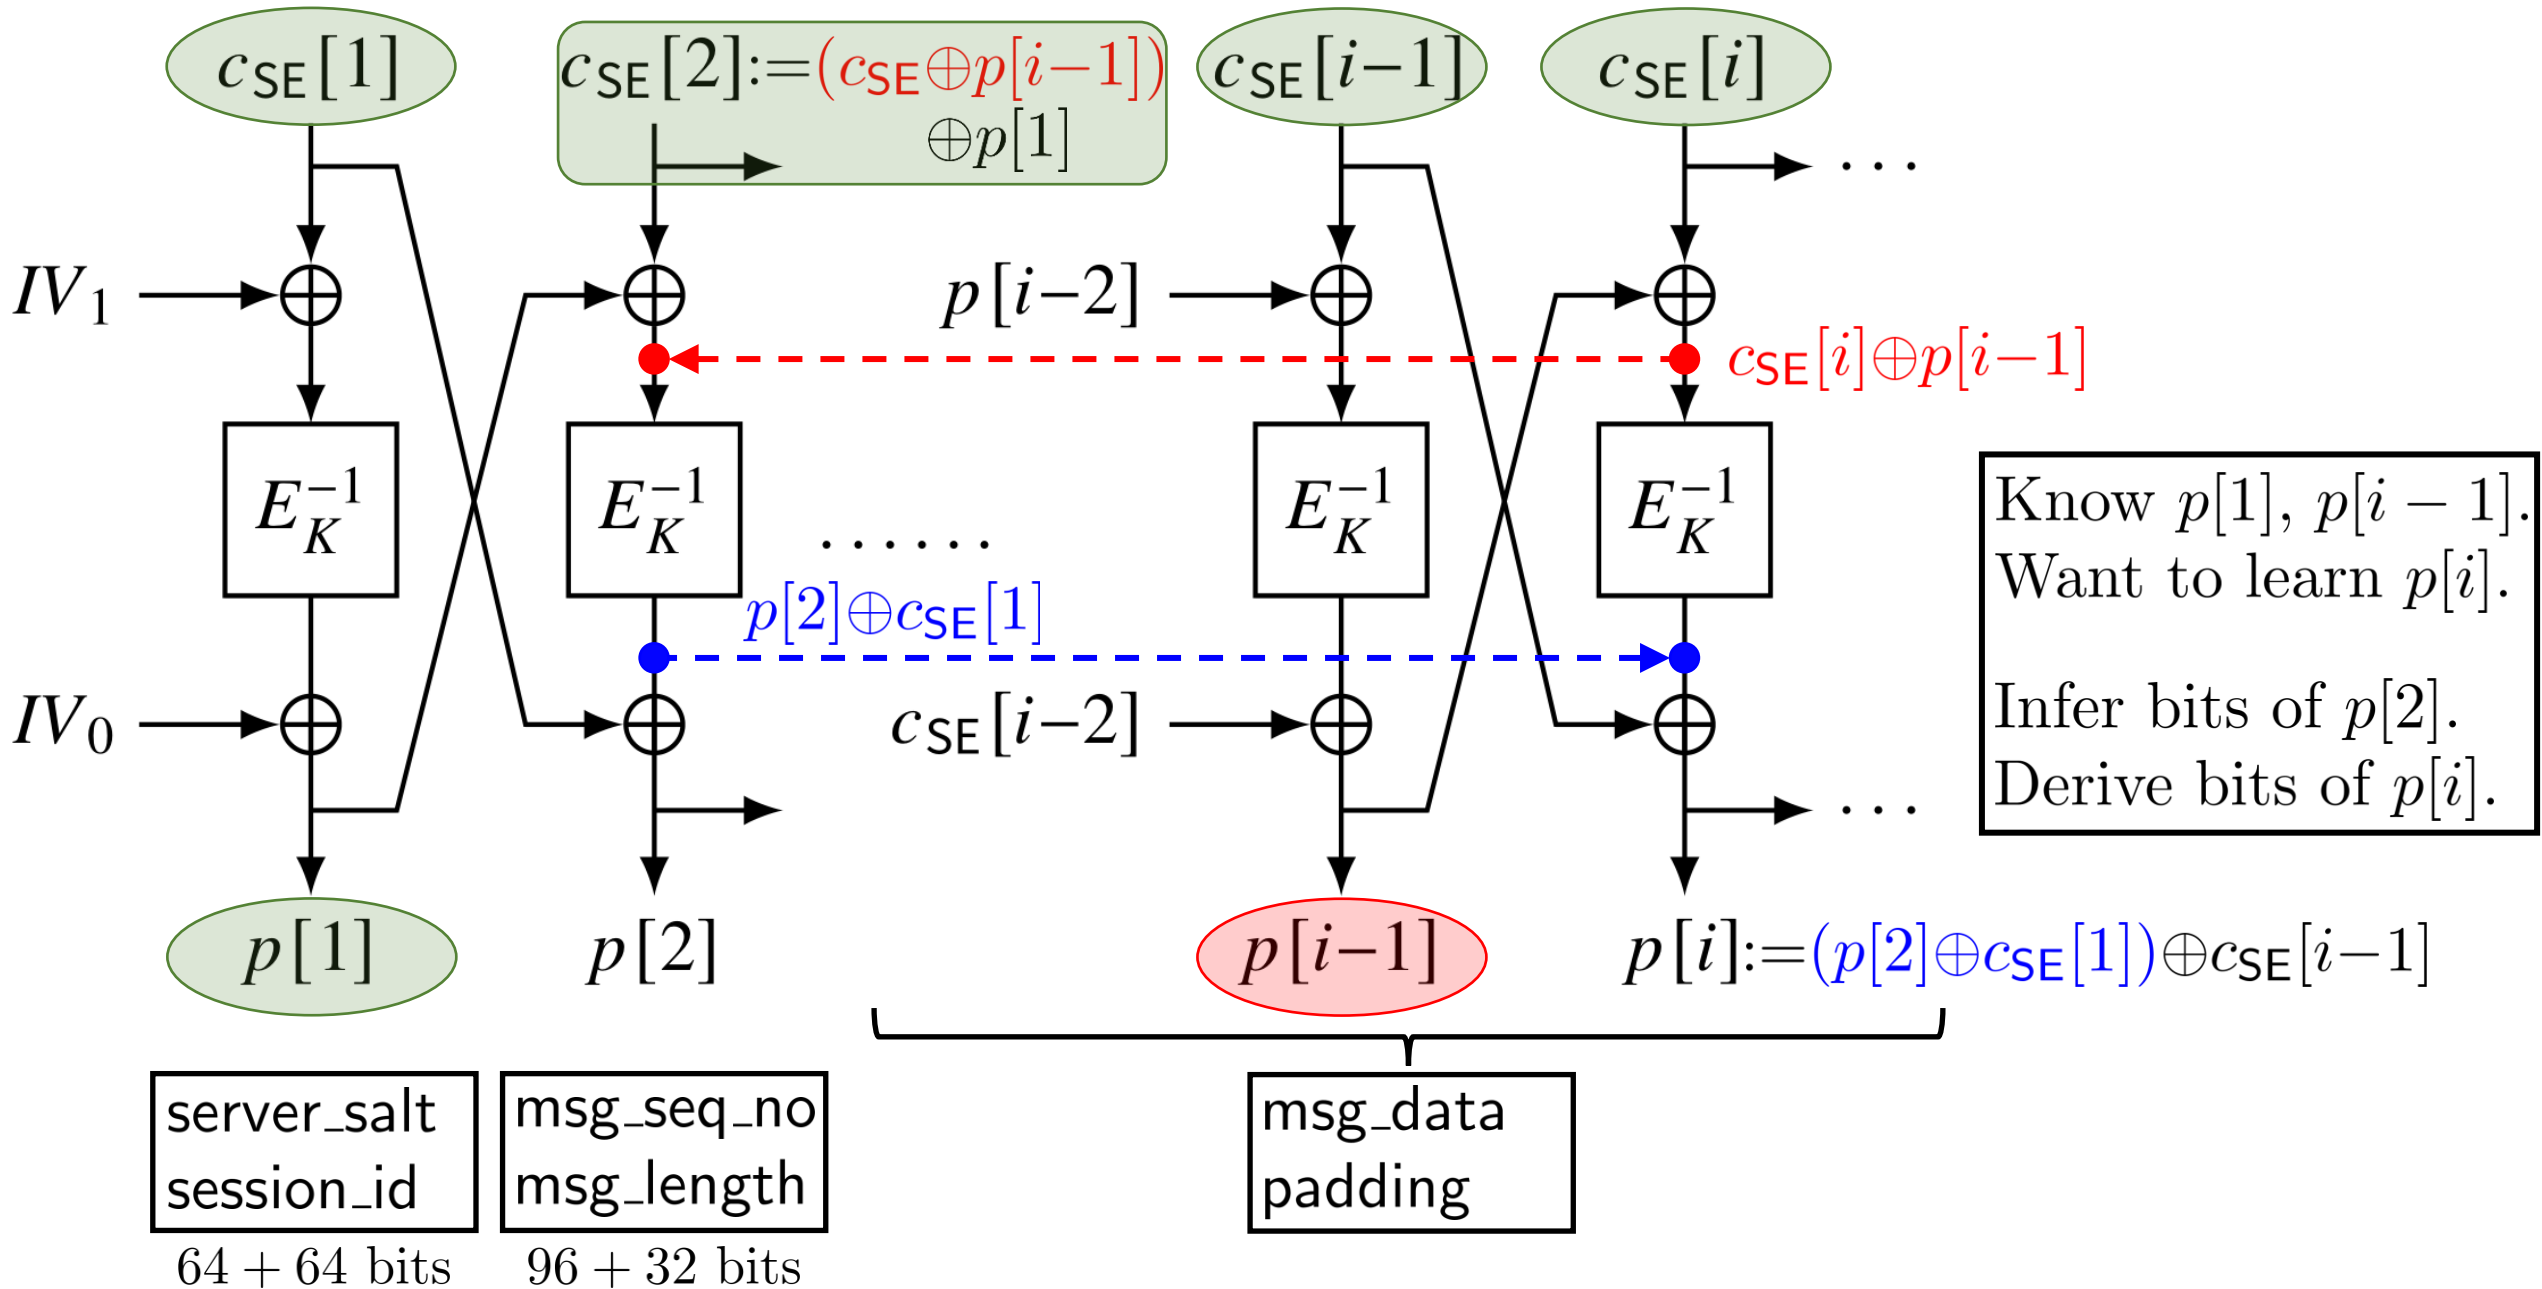 c_SE[1]
c_SE[2]:=(c_SE⊕p[i−1])
⊕p[1]
c_SE[i−1]
c_SE[i]
···
IV_1
p[i−2]
c_SE[i]⊕p[i−1]
E_K^{−1}
E_K^{−1}
······
E_K^{−1}
E_K^{−1}
Know p[1], p[i − 1].
Want to learn p[i].
Infer bits of p[2].
Derive bits of p[i].
p[2]⊕c_SE[1]
IV_0
c_SE[i−2]
···
p[1]
p[2]
p[i−1]
p[i]:=(p[2]⊕c_SE[1])⊕c_SE[i−1]
server_salt
session_id
64 + 64 bits
msg_seq_no
msg_length
96 + 32 bits
msg_data
padding